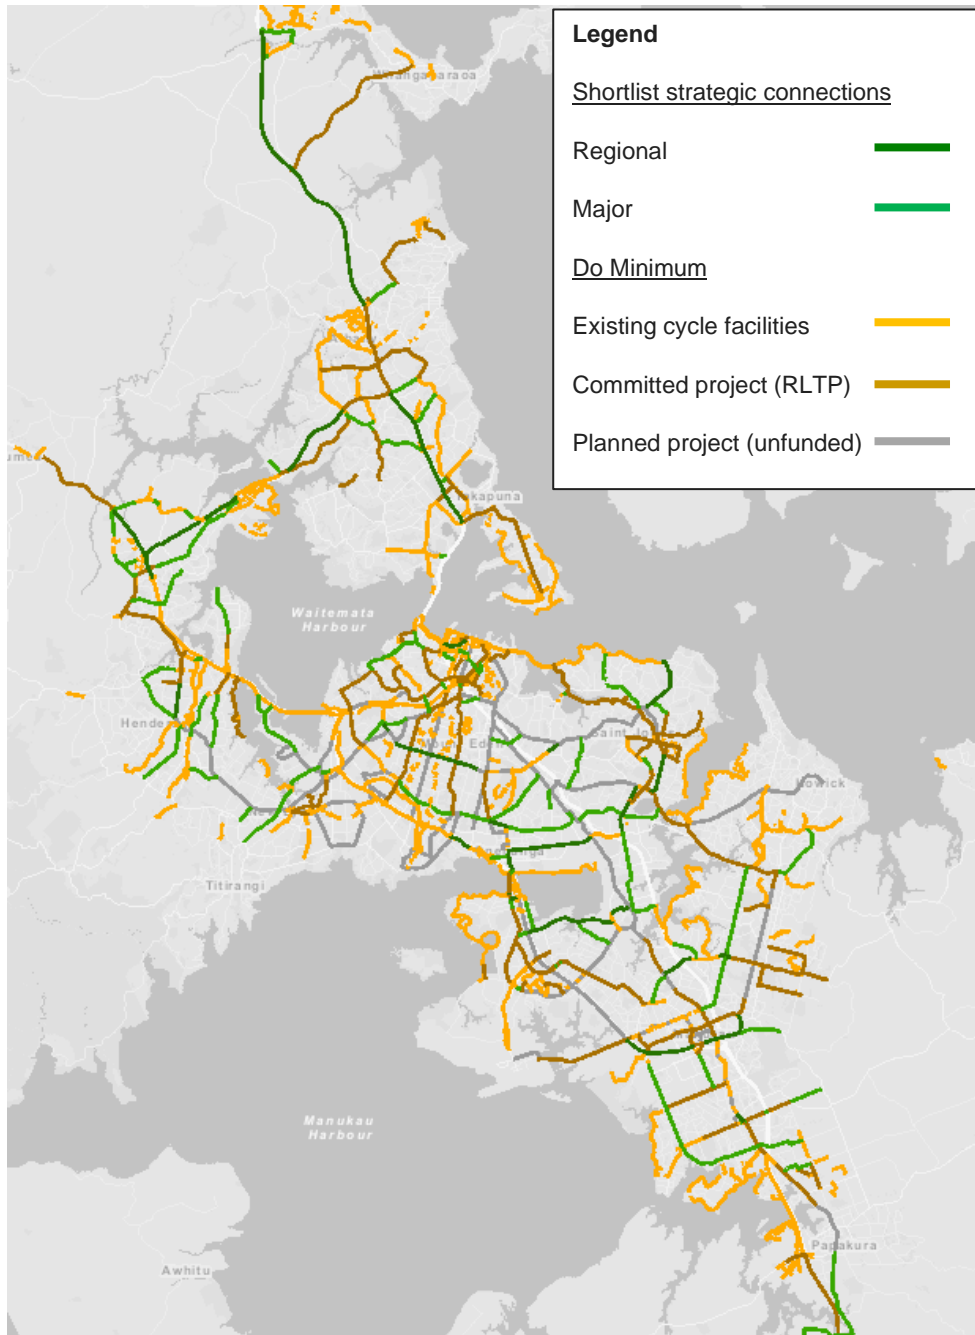 Legend
Shortlist strategic connections
Regional
Major
Do Minimum
Existing cycle facilities
Committed project (RLTP)
Planned project (unfunded)
Waitemata
Harbour
Titirangi
Manukau
Harbour
Papakura
Awhitu